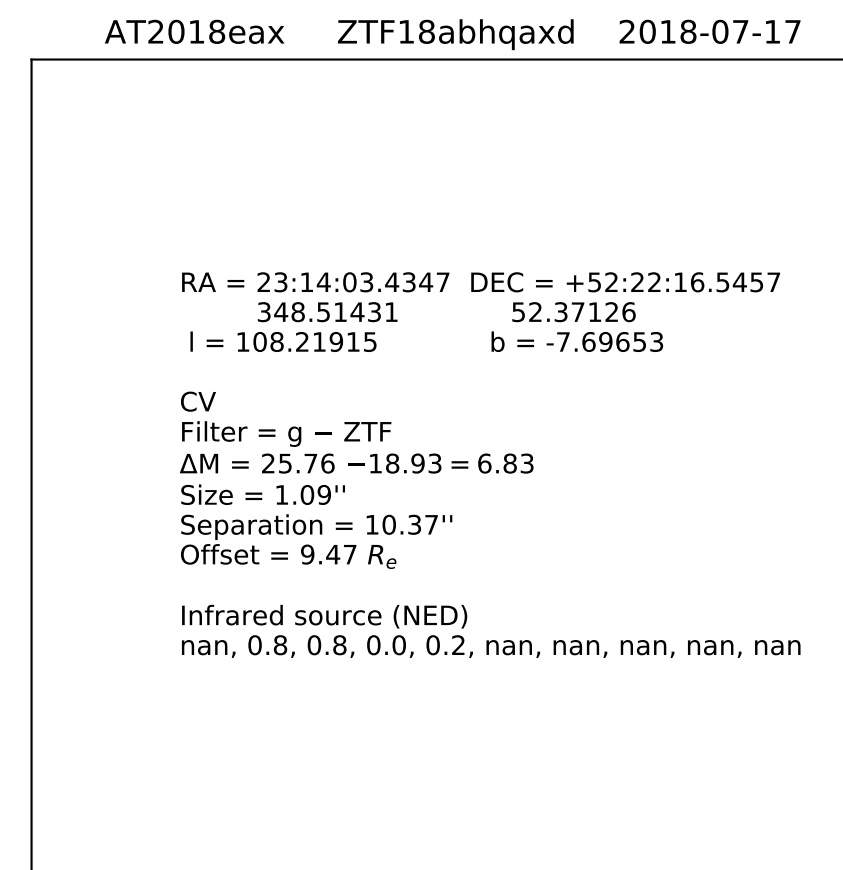 AT2018eax ZTF18abhqaxd 2018-07-17
RA = 23:14:03.4347 DEC = +52:22:16.5457
348.51431 52.37126
l = 108.21915 b = -7.69653
CV
Filter = g − ZTF
ΔM = 25.76 −18.93 = 6.83
Size = 1.09''
Separation = 10.37''
Offset = 9.47 Rₑ
Infrared source (NED)
nan, 0.8, 0.8, 0.0, 0.2, nan, nan, nan, nan, nan